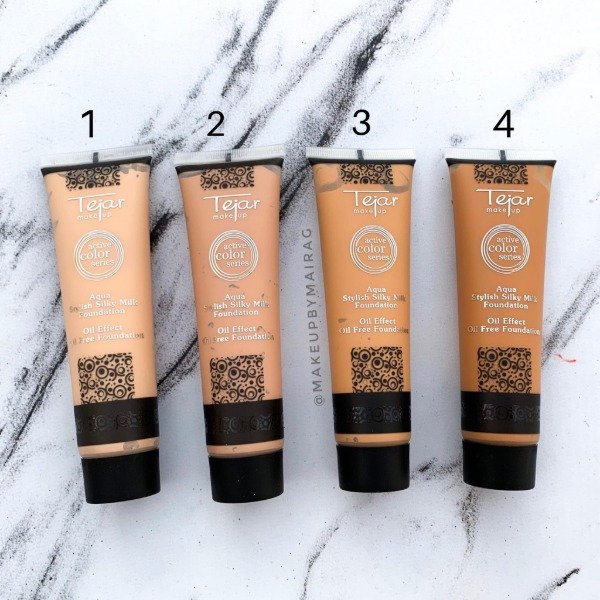 1
2
3
4
Tejar
make up
active
color
series
Aqua
Stylish Silky Milk
Foundation
Oil Effect
Oil Free Foundation
Tejar
make up
active
color
series
Aqua
Stylish Silky Milk
Foundation
Oil Effect
Oil Free Foundation
@MAKEUPBYMAIRAG
Tejar
make up
active
color
series
Aqua
Stylish Silky Milk
Foundation
Oil Effect
Oil Free Foundation
Tejar
make up
active
color
series
Aqua
Stylish Silky Milk
Foundation
Oil Effect
Oil Free Foundation